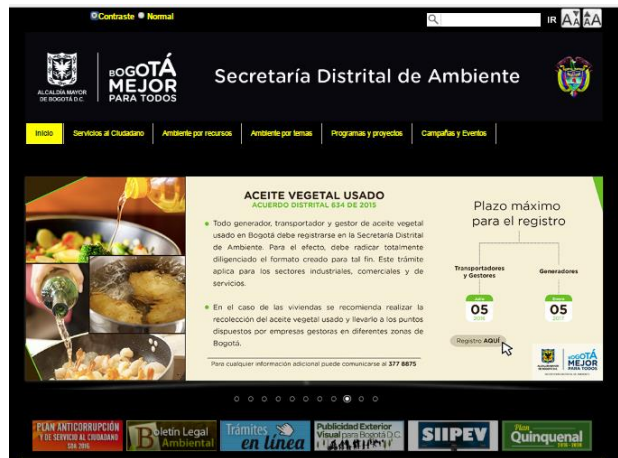 Contraste Normal
IR A A A A
ALCALDÍA MAYOR
DE BOGOTÁ D.C.
BOGOTÁ
MEJOR
PARA TODOS
Secretaría Distrital de Ambiente
Inicio Servicios al Ciudadano Ambiente por recursos Ambiente por temas Programas y proyectos Campañas y Eventos
ACEITE VEGETAL USADO
ACUERDO DISTRITAL 634 DE 2015
Todo generador, transportador y gestor de aceite vegetal
usado en Bogotá debe registrarse en la Secretaria Distrital
de Ambiente. Para el efecto, debe radicar totalmente
diligenciado el formato creado para tal fin. Este trámite
aplica para los sectores industriales, comerciales y de
servicios.
En el caso de las viviendas se recomienda realizar la
recolección del aceite vegetal usado y llevarlo a los puntos
dispuestos por empresas gestoras en diferentes zonas de
Bogotá.
Para cualquier información adicional puede comunicarse al 377 8875
Plazo máximo
para el registro
Transportadores
y Gestores
Generadores
05
2016
05
2017
Registro AQUÍ
BOGOTÁ
MEJOR
PARA TODOS
PLAN ANTICORRUPCIÓN
Y DE SERVICIO AL CIUDADANO
SDA 2016
Boletín Legal
Ambiental
Trámites
en línea
Publicidad Exterior
Visual para Bogotá D.C.
SIIPEV
Plan
Quinquenal